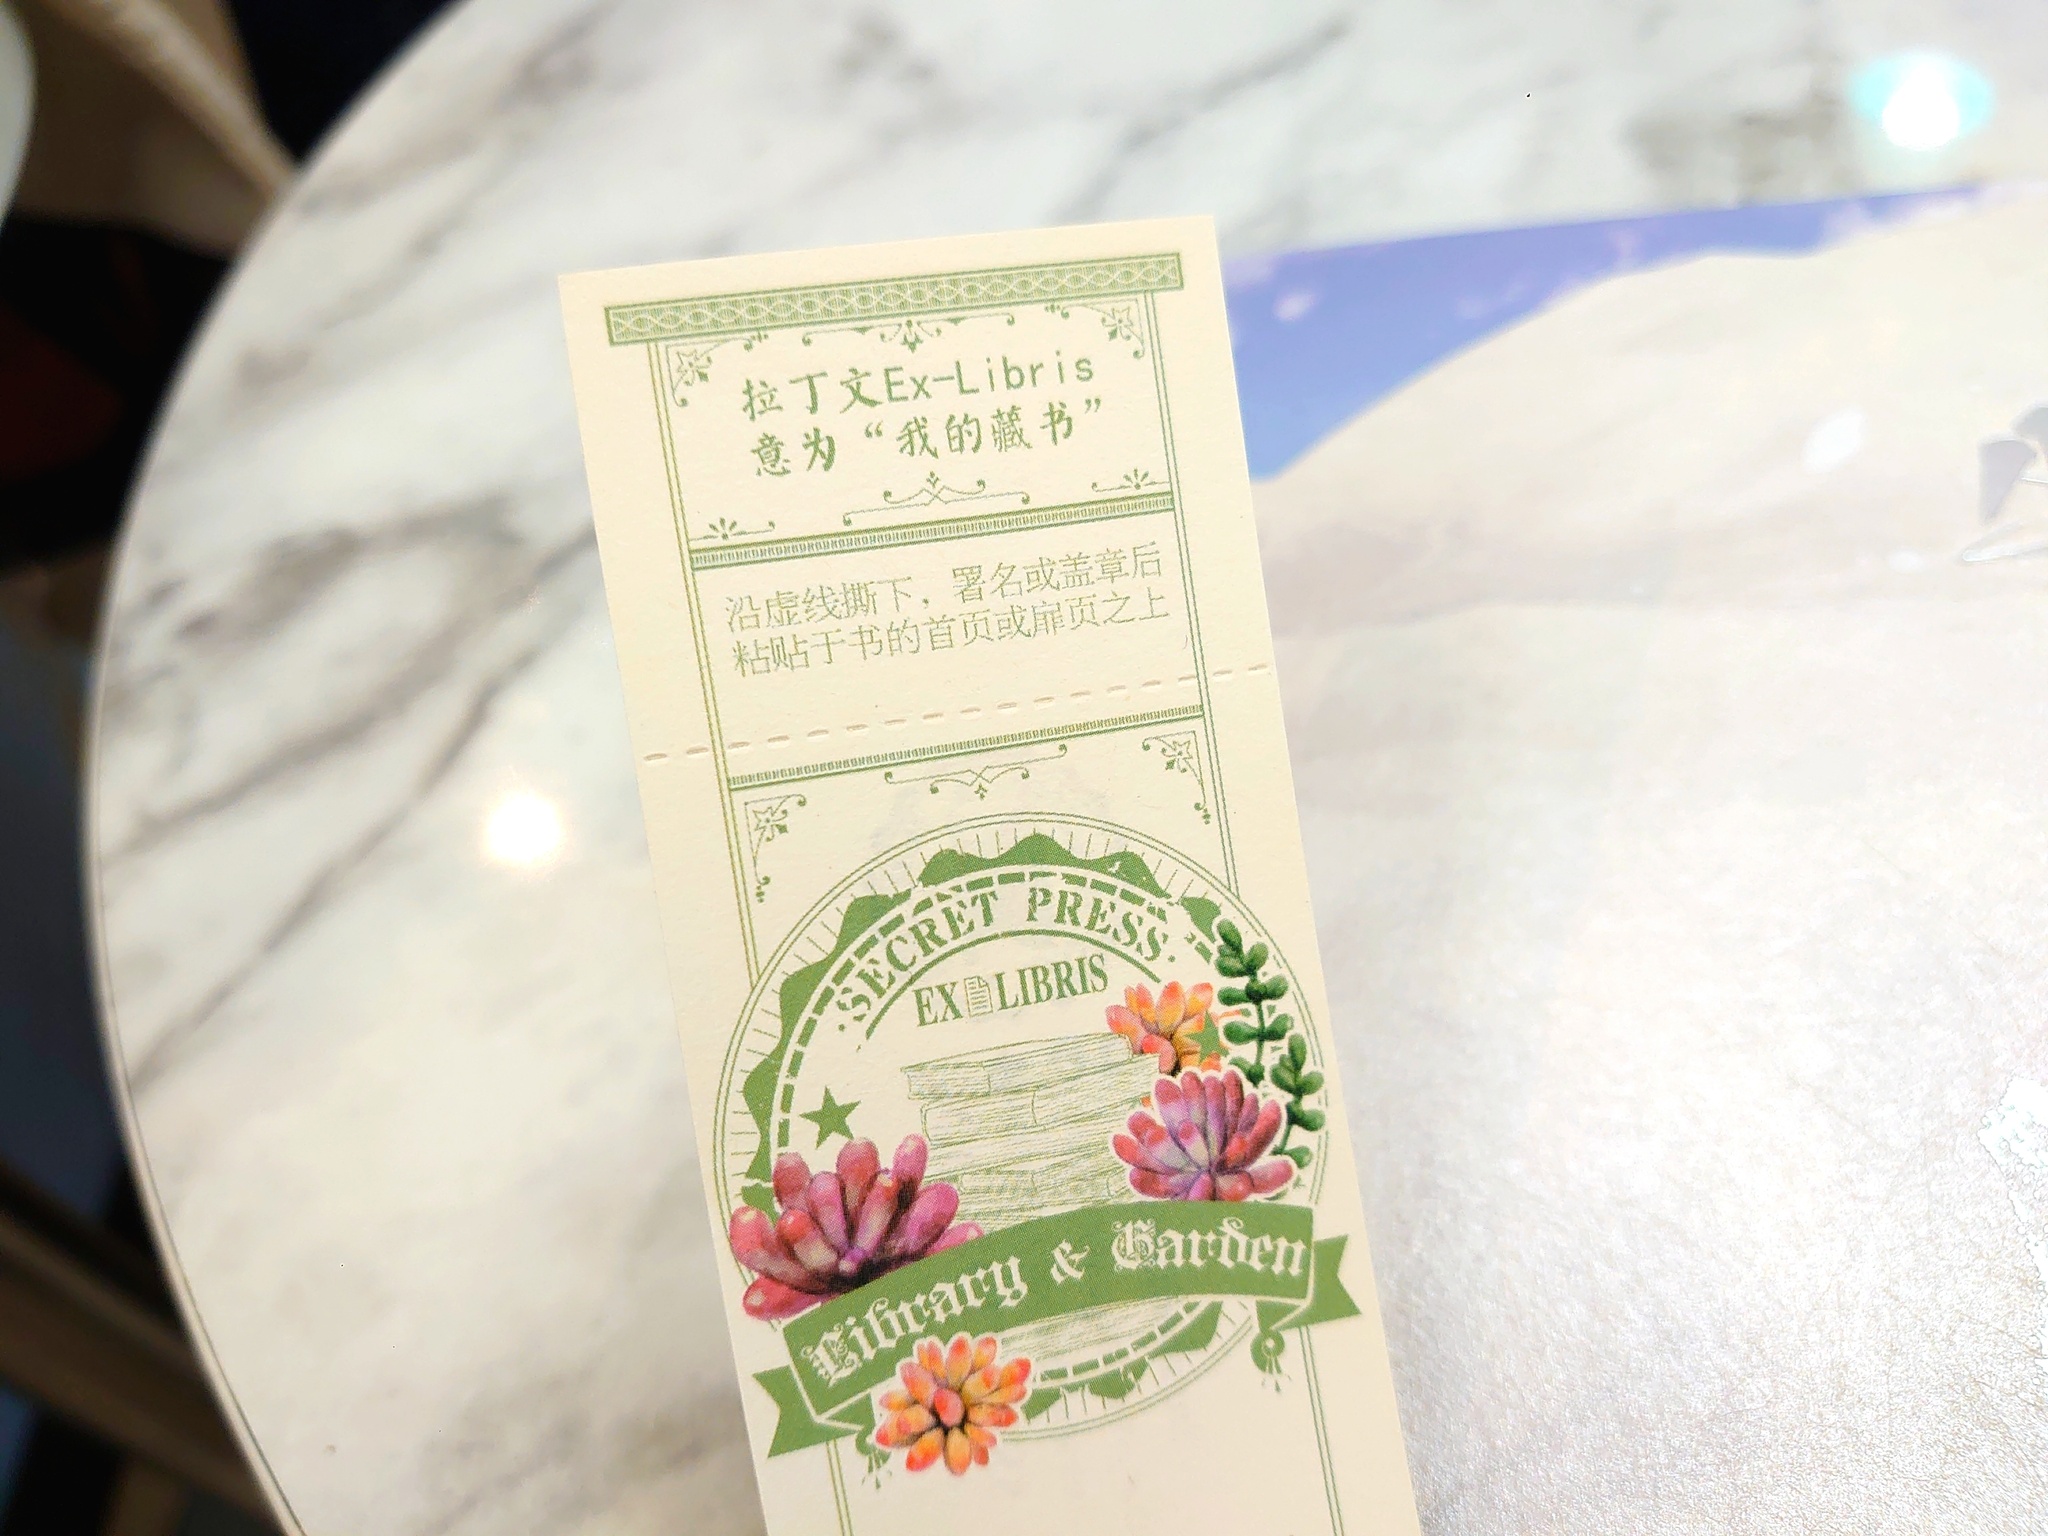 拉丁文Ex-Libris
意为“我的藏书”
沿虚线撕下，署名或盖章后
粘贴于书的首页或扉页之上
SECRET PRESS
EX LIBRIS
Library & Garden